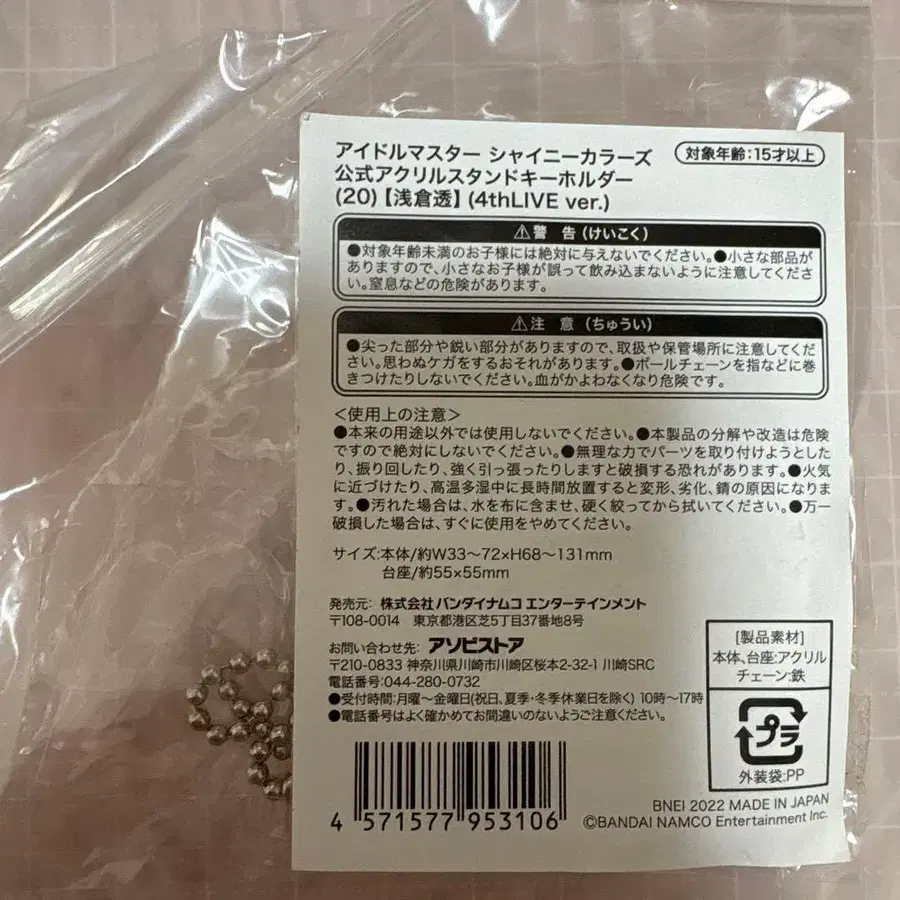 アイドルマスター シャイニーカラーズ
対象年齢:15才以上
公式アクリルスタンドキーホルダー
(20)【浅倉透】(4thLIVE ver.)
⚠警 告(けいこく)
●対象年齢未満のお子様には絶対に与えないでください。●小さな部品が
ありますので、小さなお子様が誤って飲み込まないように注意してくださ
い。窒息などの危険があります。
⚠注 意(ちゅうい)
●尖った部分や鋭い部分がありますので、取扱や保管場所に注意してくだ
さい。思わぬケガをするおそれがあります。●ボールチェーンを指などに巻
きつけたりしないでください。血がかよわなくなり危険です。
<使用上の注意>
●本来の用途以外では使用しないでください。●本製品の分解や改造は危険
ですので絶対にしないでください。●無理な力でパーツを取り付けようとした
り、振り回したり、強く引っ張ったりしますと破損する恐れがあります。●火気
に近づけたり、高温多湿中に長時間放置すると変形、劣化、錆の原因になりま
す。●汚れた場合は、水を布に含ませ、硬く絞ってから拭いてください。●万一
破損した場合は、すぐに使用をやめてください。
サイズ:本体/約W33～72×H68～131mm
台座/約55×55mm
発売元: 株式会社バンダイナムコ エンターテインメント
〒108-0014 東京都港区芝5丁目37番地8号
お問い合わせ先: アソビストア
〒210-0833 神奈川県川崎市川崎区桜本2-32-1 川崎SRC
電話番号:044-280-0732
●受付時間:月曜～金曜日(祝日、夏季・冬季休業日を除く) 10時～17時
●電話番号はよく確かめてお間違いのないようご注意ください。
[製品素材]
本体、台座:アクリル
チェーン:鉄
プラ
外装袋:PP
4 571577 953106
BNEI 2022 MADE IN JAPAN
©BANDAI NAMCO Entertainment Inc.